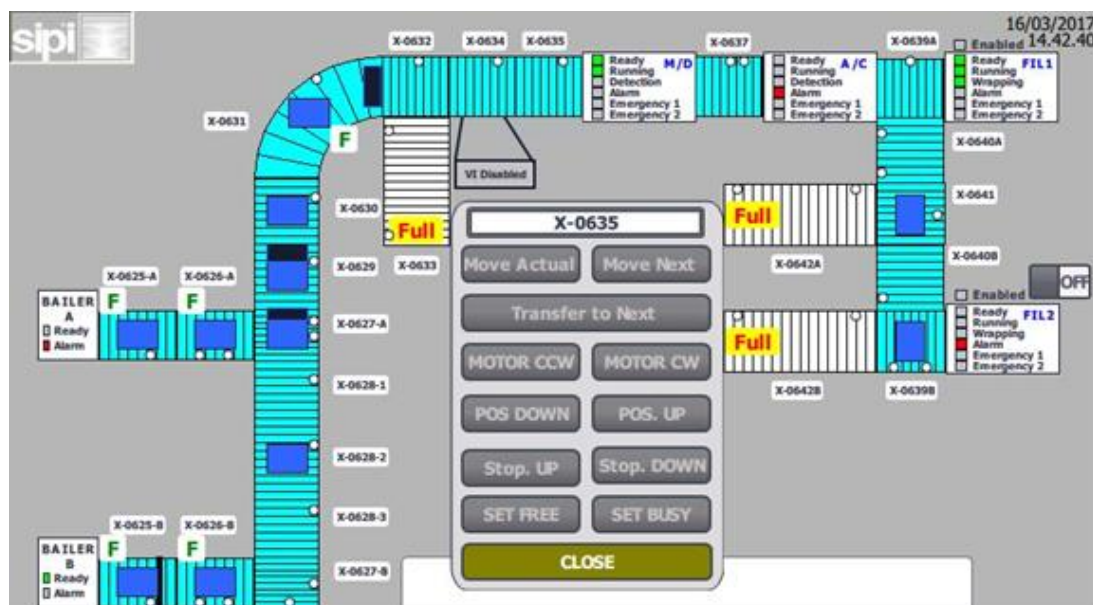 sipi
16/03/2017
14.42.40
X-0632
X-0634
X-0635
X-0637
X-0639A
Enabled
Ready M/D
Running
Detection
Alarm
Emergency 1
Emergency 2
Ready A/C
Running
Detection
Alarm
Emergency 1
Emergency 2
Ready FIL1
Running
Wrapping
Alarm
Emergency 1
Emergency 2
X-0631
F
X-0640A
VI Disabled
X-0630
Full
X-0633
X-0635
Full
X-0641
X-0629
Move Actual
Move Next
X-0642A
X-0640B
OFF
X-0625-A
X-0626-A
BAILER
A
Ready
Alarm
F
F
X-0627-A
Transfer to Next
Full
Enabled
Ready FIL2
Running
Wrapping
Alarm
Emergency 1
Emergency 2
MOTOR CCW
MOTOR CW
X-0642B
X-0639B
X-0628-1
POS DOWN
POS. UP
X-0628-2
Stop. UP
Stop. DOWN
X-0628-3
SET FREE
SET BUSY
X-0625-B
X-0626-B
BAILER
B
Ready
Alarm
F
F
X-0627-B
CLOSE